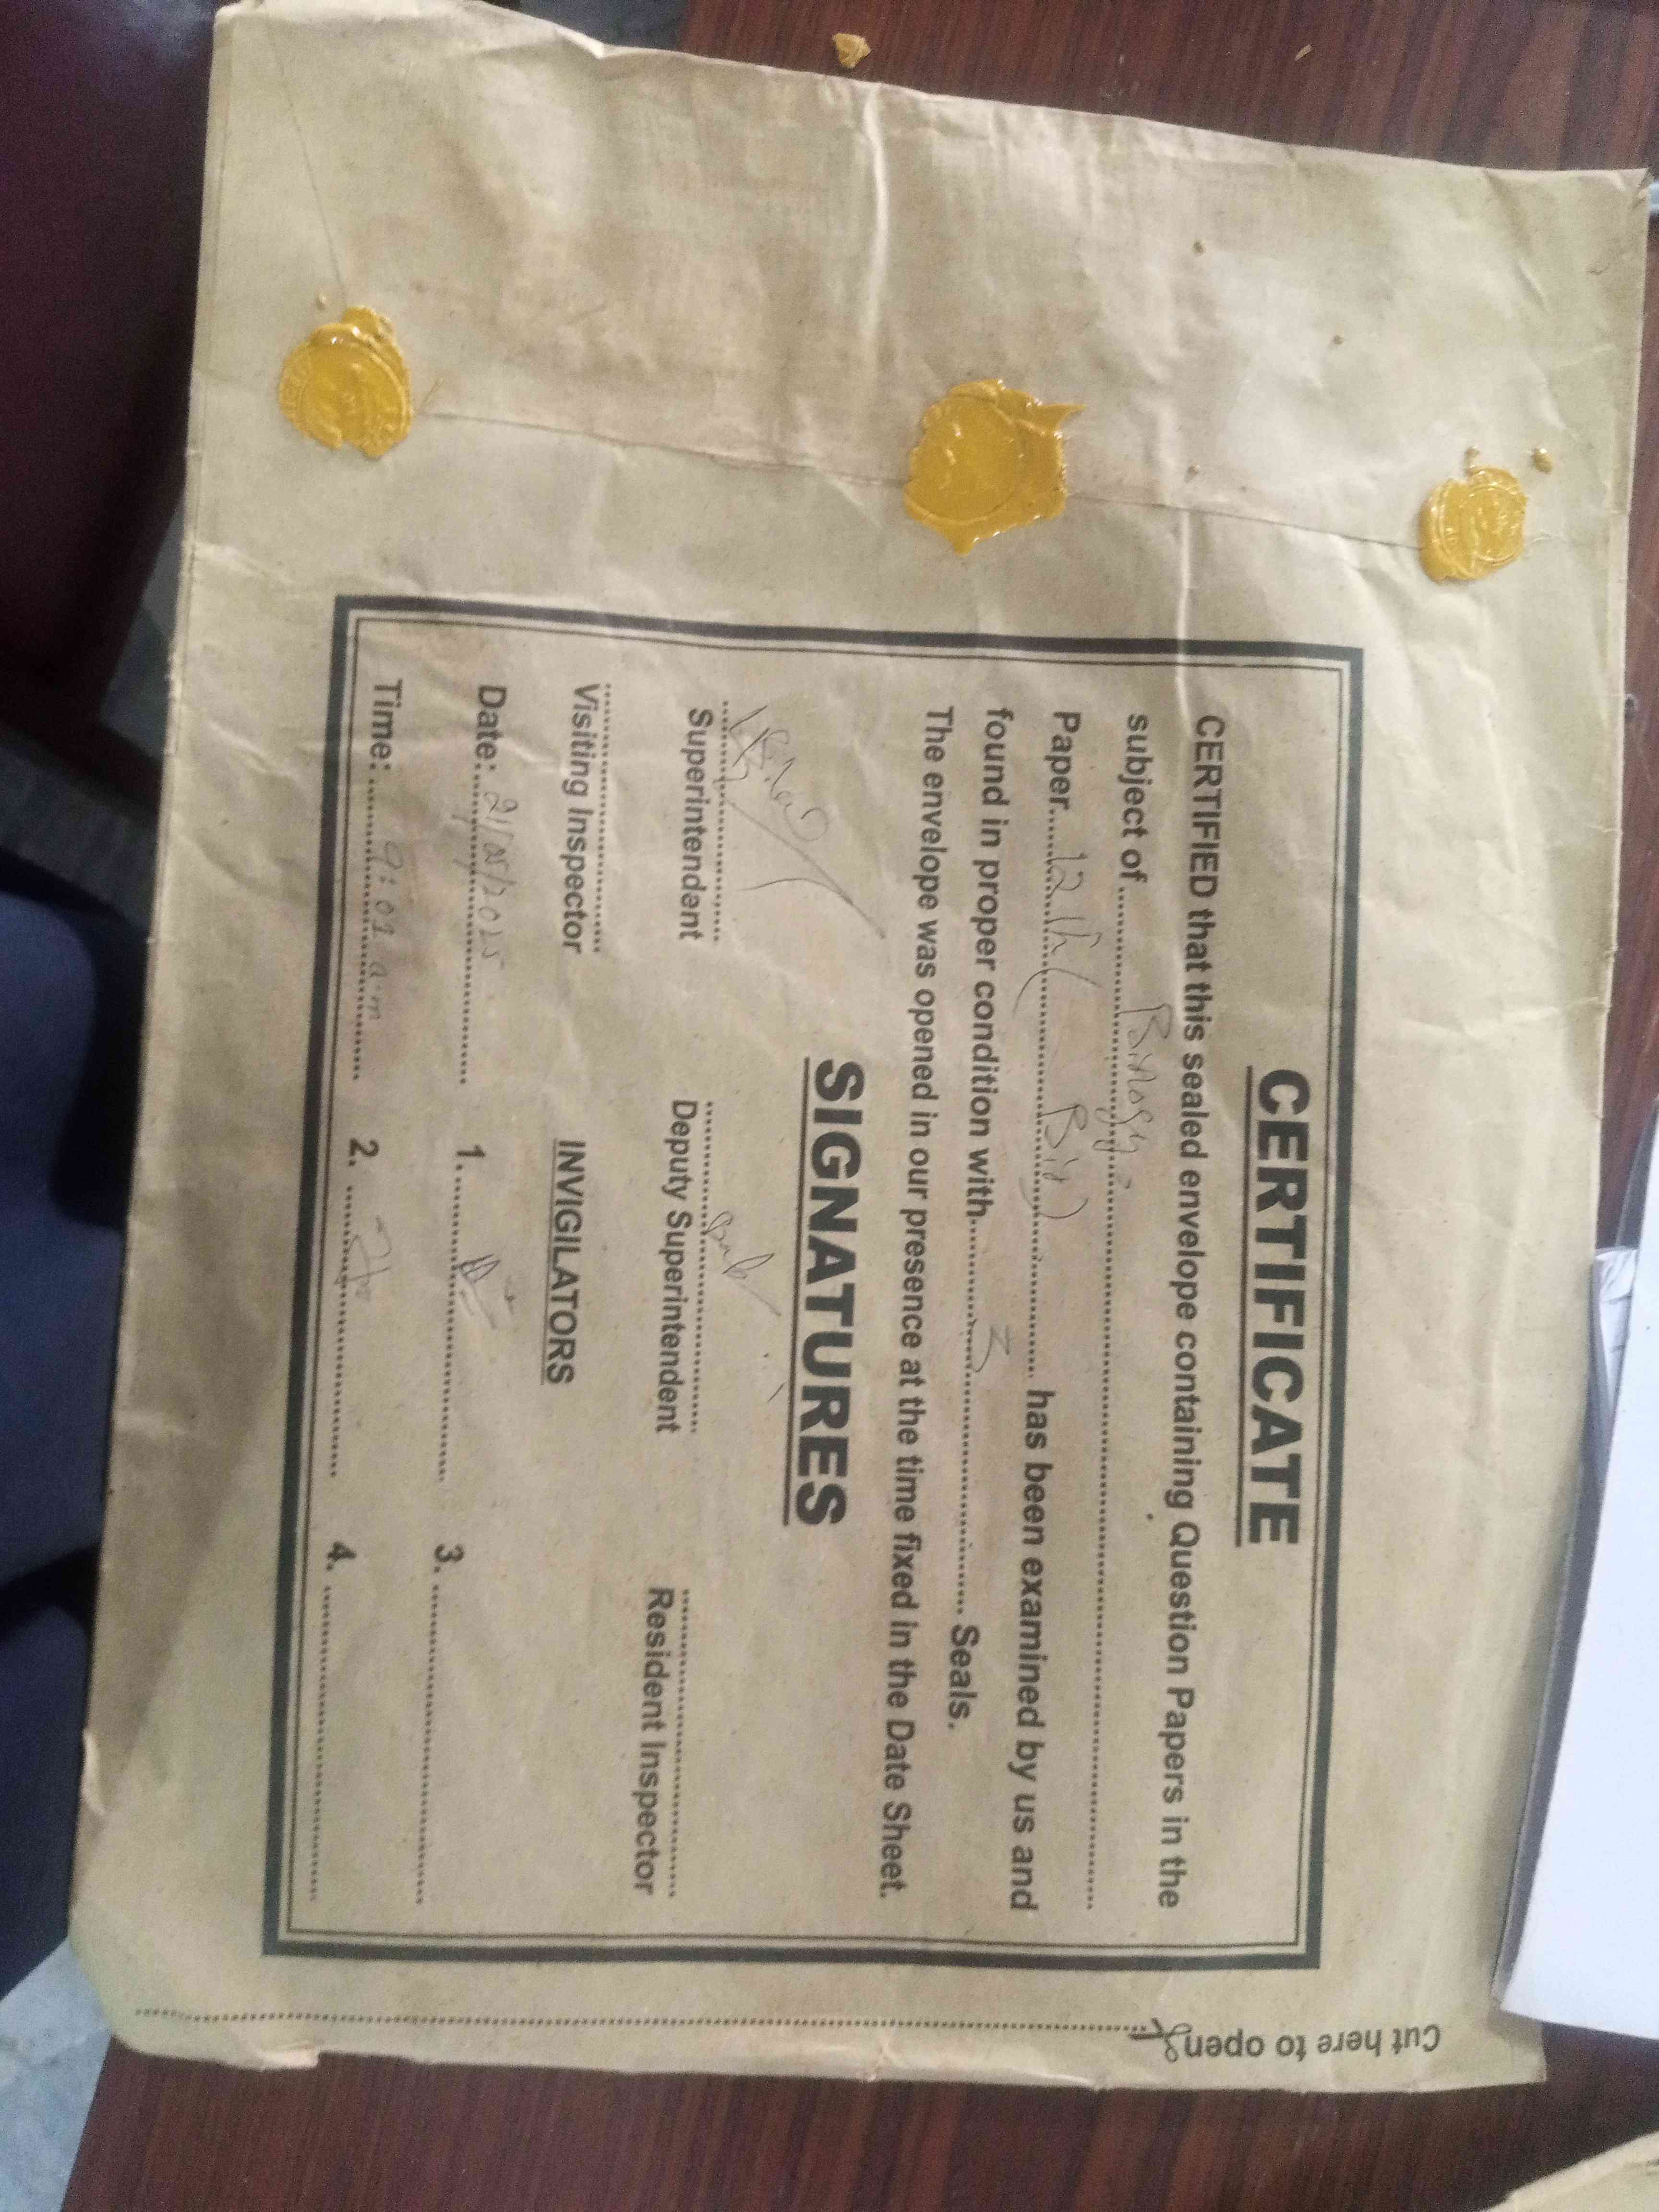 CERTIFICATE
CERTIFIED that this sealed envelope containing Question Papers in the
subject of ..........................................................
Paper.....12th ( Bio )............ has been examined by us and
found in proper condition with..........3.......... Seals.
The envelope was opened in our presence at the time fixed in the Date Sheet.
SIGNATURES
Superintendant Deputy Superintendent Resident Inspector
Visiting Inspector INVIGILATORS
Date: 21/05/2025 1. 3.
Time: 9:01 a.m 2. 4.
Cut here to open